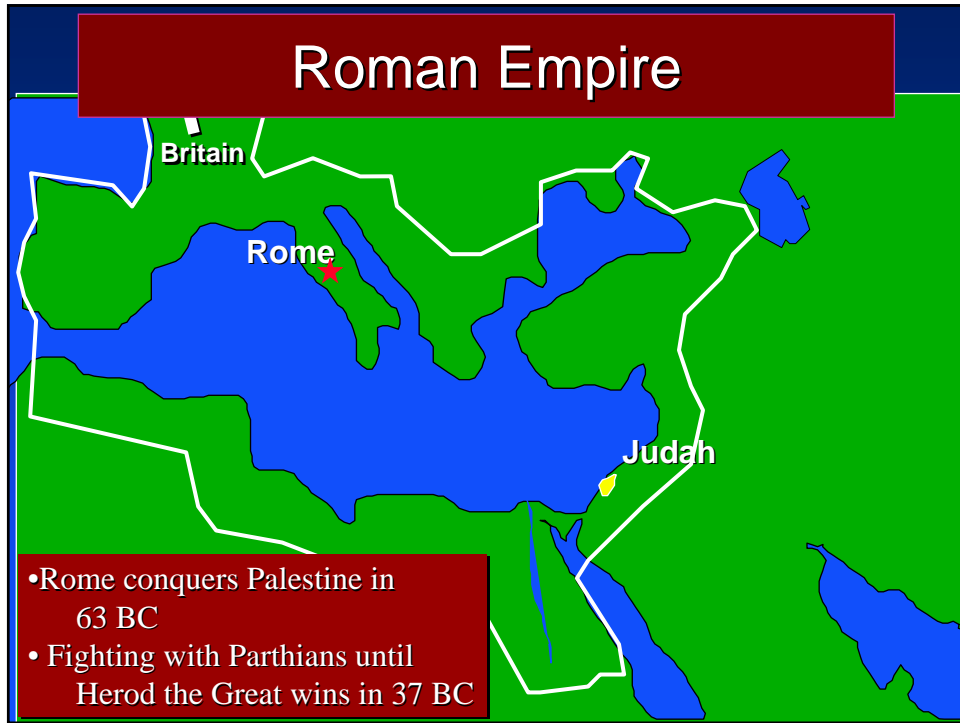 Roman Empire
Britain
Rome
Judah
•Rome conquers Palestine in
63 BC
• Fighting with Parthians until
Herod the Great wins in 37 BC